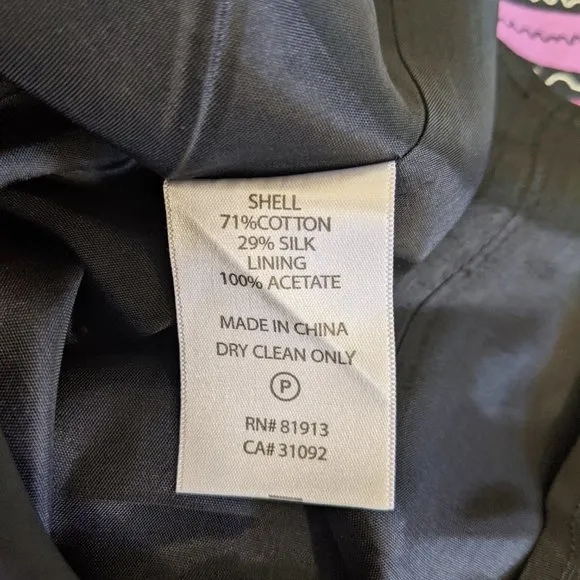 SHELL
71%COTTON
29% SILK
LINING
100% ACETATE
MADE IN CHINA
DRY CLEAN ONLY
P
RN# 81913
CA# 31092